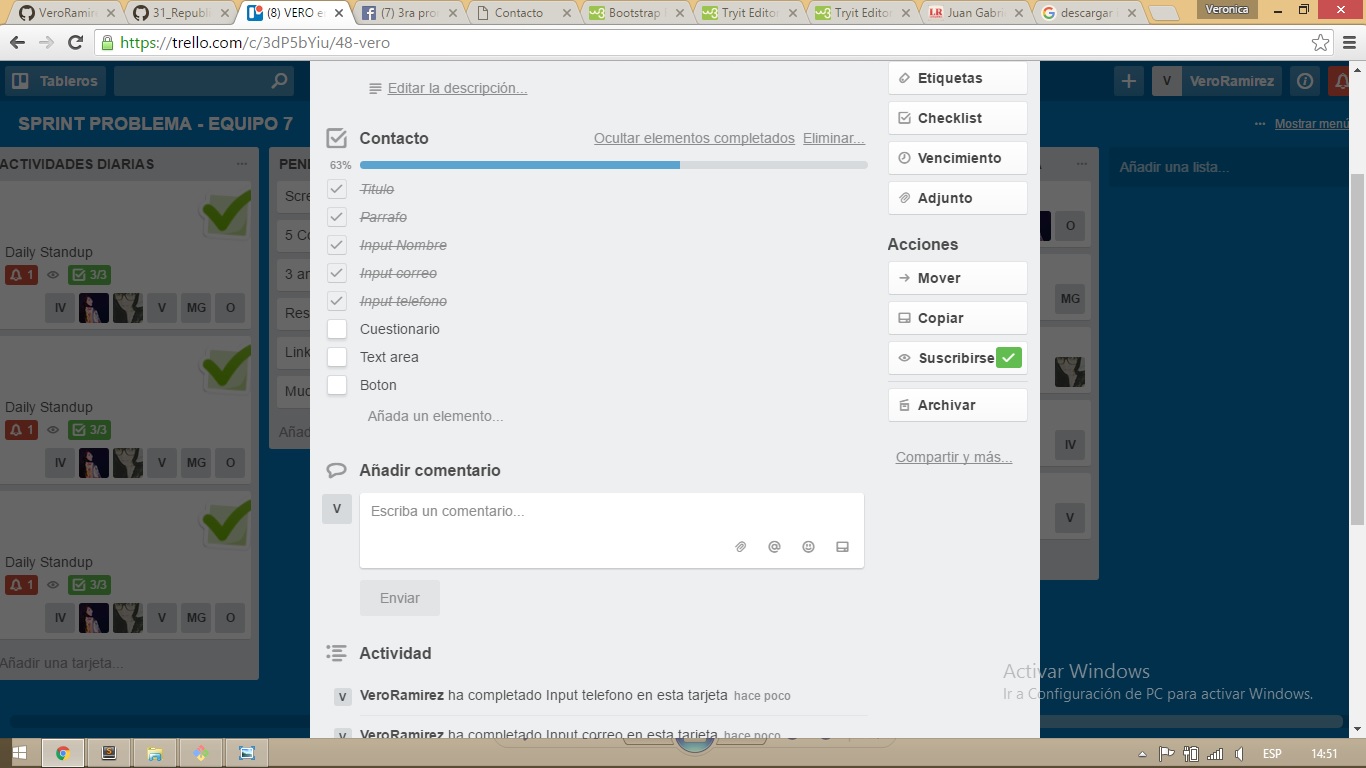 VeroRamir
31_Republi
(8) VERO e
(7) 3ra pro
Contacto
Bootstrap
Tryit Editor
Tryit Editor
Juan Gabri
descargar
Veronica
https://trello.com/c/3dP5bYiu/48-vero
Tableros
V
VeroRamirez
SPRINT PROBLEMA - EQUIPO 7
Mostrar menú
ACTIVIDADES DIARIAS
Daily Standup
1
3/3
IV V MG O
Daily Standup
1
3/3
IV V MG O
Daily Standup
1
3/3
IV V MG O
Añadir una tarjeta...
PEN
Scre
5 Co
3 ar
Res
Link
Muc
Añad
Editar la descripción...
Contacto
Ocultar elementos completados Eliminar...
63%
Titulo
Parrafo
Input Nombre
Input correo
Input telefono
Cuestionario
Text area
Boton
Añada un elemento...
Añadir comentario
V
Escriba un comentario...
Enviar
Actividad
V
VeroRamirez ha completado Input telefono en esta tarjeta hace poco
V
VeroRamirez ha completado Input correo en esta tarjeta hace poco
Etiquetas
Checklist
Vencimiento
Adjunto
Acciones
Mover
Copiar
Suscribirse
Archivar
Compartir y más...
O
MG
IV
V
Añadir una lista...
Activar Windows
Ir a Configuración de PC para activar Windows.
ESP
14:51